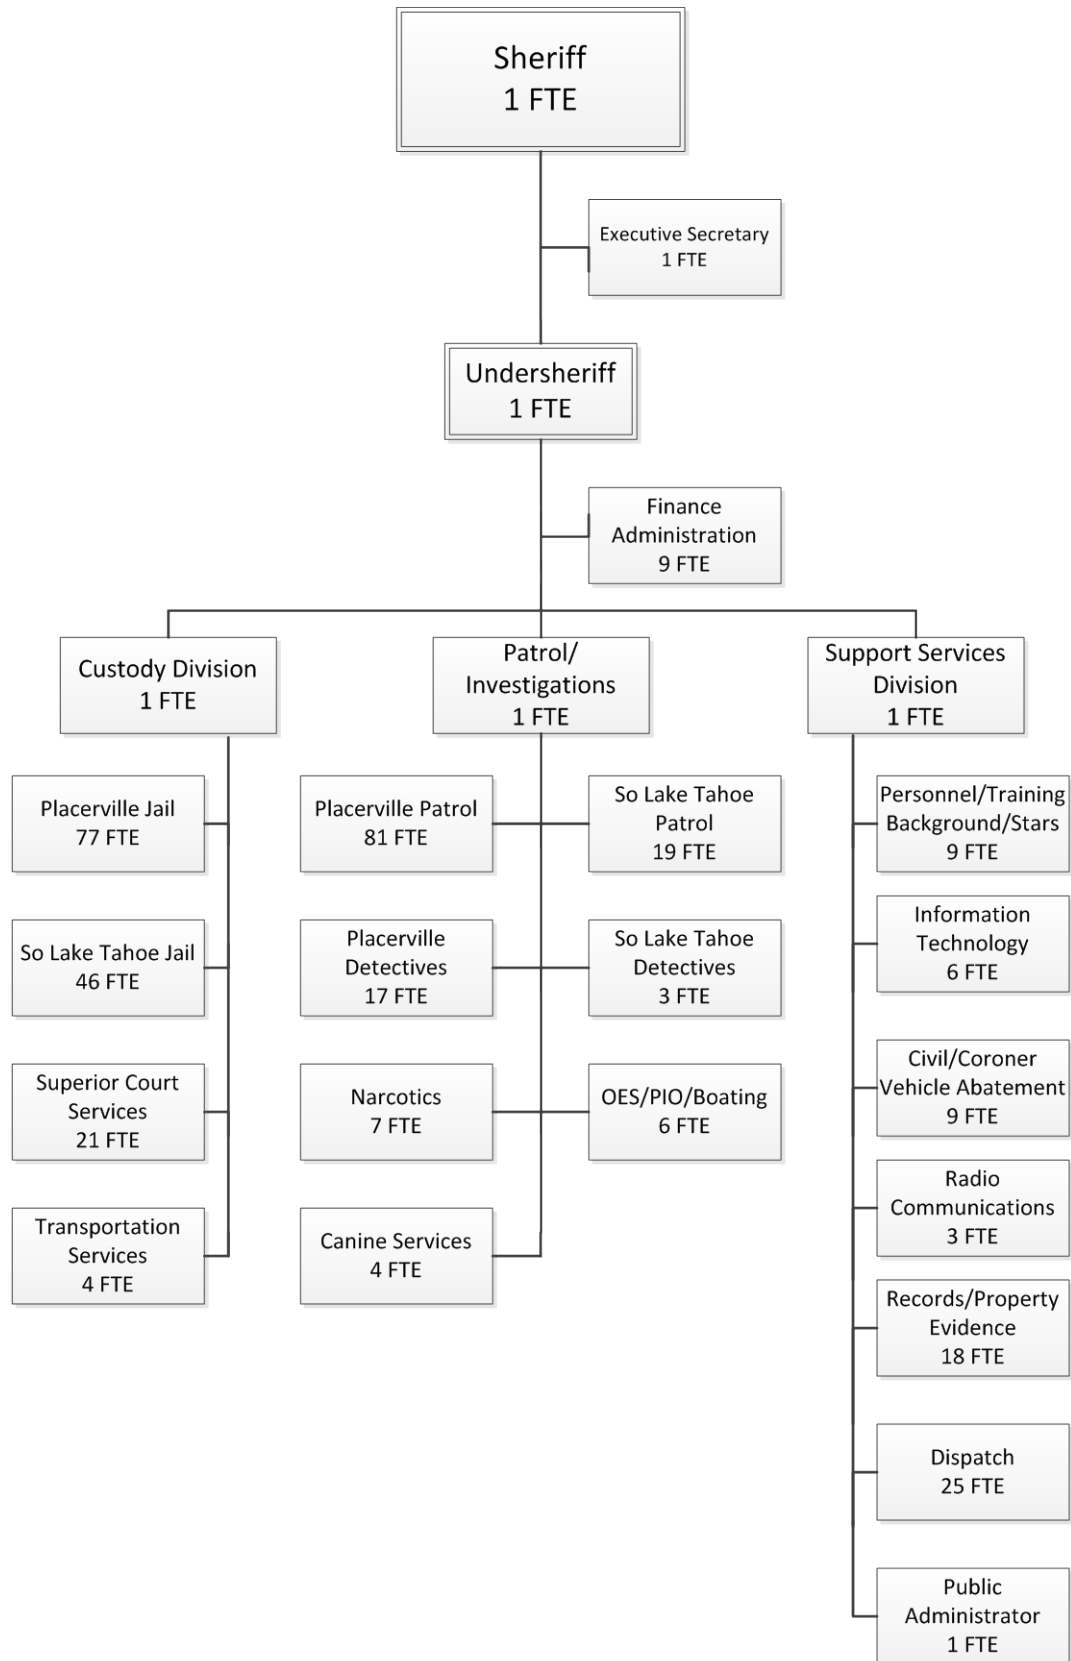 Sheriff
1 FTE
Executive Secretary
1 FTE
Undersheriff
1 FTE
Finance
Administration
9 FTE
Custody Division
1 FTE
Patrol/
Investigations
1 FTE
Support Services
Division
1 FTE
Placerville Jail
77 FTE
So Lake Tahoe Jail
46 FTE
Superior Court
Services
21 FTE
Transportation
Services
4 FTE
Placerville Patrol
81 FTE
So Lake Tahoe
Patrol
19 FTE
Placerville
Detectives
17 FTE
So Lake Tahoe
Detectives
3 FTE
Narcotics
7 FTE
OES/PIO/Boating
6 FTE
Canine Services
4 FTE
Personnel/Training
Background/Stars
9 FTE
Information
Technology
6 FTE
Civil/Coroner
Vehicle Abatement
9 FTE
Radio
Communications
3 FTE
Records/Property
Evidence
18 FTE
Dispatch
25 FTE
Public
Administrator
1 FTE